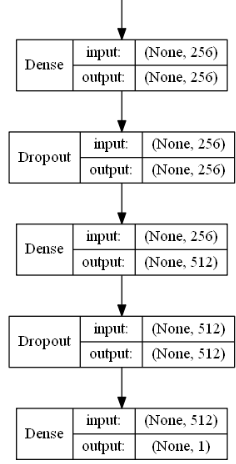 Dense input: (None, 256)
output: (None, 256)
Dropout input: (None, 256)
output: (None, 256)
Dense input: (None, 256)
output: (None, 512)
Dropout input: (None, 512)
output: (None, 512)
Dense input: (None, 512)
output: (None, 1)